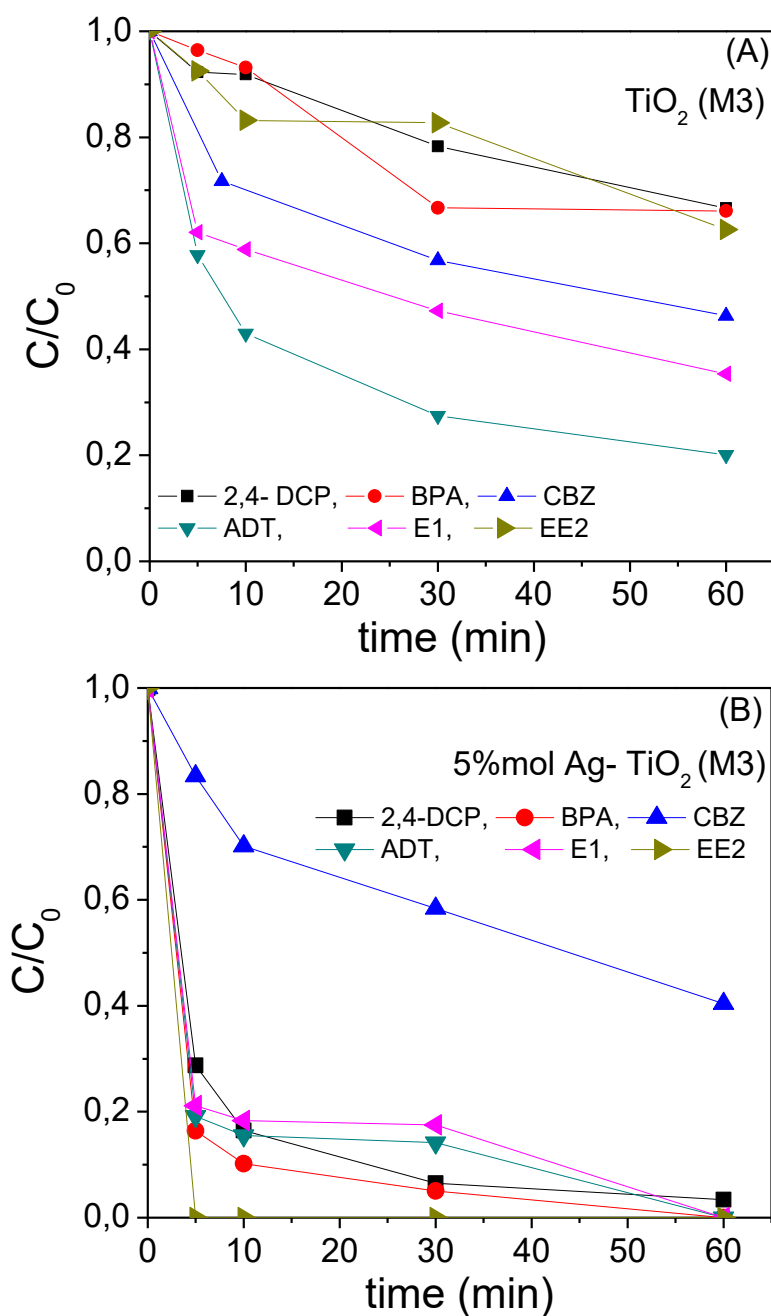 (A)
TiO₂ (M3)
1,0
0,8
0,6
0,4
0,2
0,0
C/C₀
2,4- DCP, BPA, CBZ
ADT, E1, EE2
0 10 20 30 40 50 60
time (min)
(B)
5%mol Ag- TiO₂ (M3)
2,4-DCP, BPA, CBZ
ADT, E1, EE2
1,0
0,8
0,6
0,4
0,2
0,0
C/C₀
0 10 20 30 40 50 60
time (min)